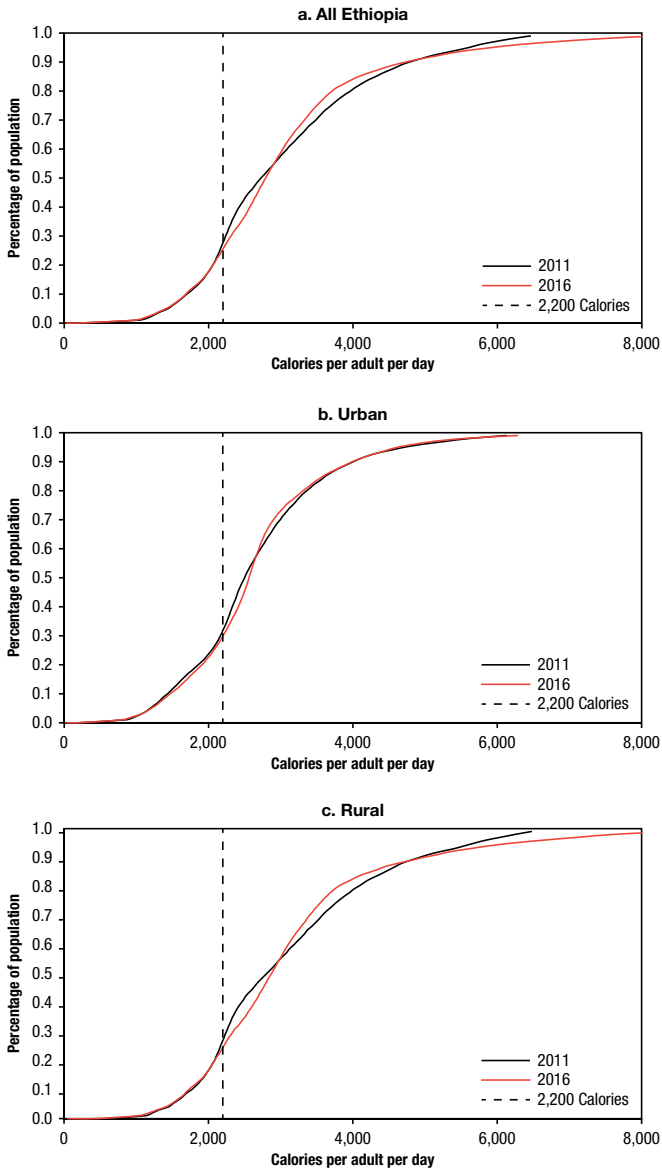 a. All Ethiopia
1.0
0.9
0.8
0.7
0.6
0.5
0.4
0.3
0.2
0.1
0.0
Percentage of population
2011
2016
2,200 Calories
0 2,000 4,000 6,000 8,000
Calories per adult per day
b. Urban
1.0
0.9
0.8
0.7
0.6
0.5
0.4
0.3
0.2
0.1
0.0
Percentage of population
2011
2016
2,200 Calories
0 2,000 4,000 6,000 8,000
Calories per adult per day
c. Rural
1.0
0.9
0.8
0.7
0.6
0.5
0.4
0.3
0.2
0.1
0.0
Percentage of population
2011
2016
2,200 Calories
0 2,000 4,000 6,000 8,000
Calories per adult per day